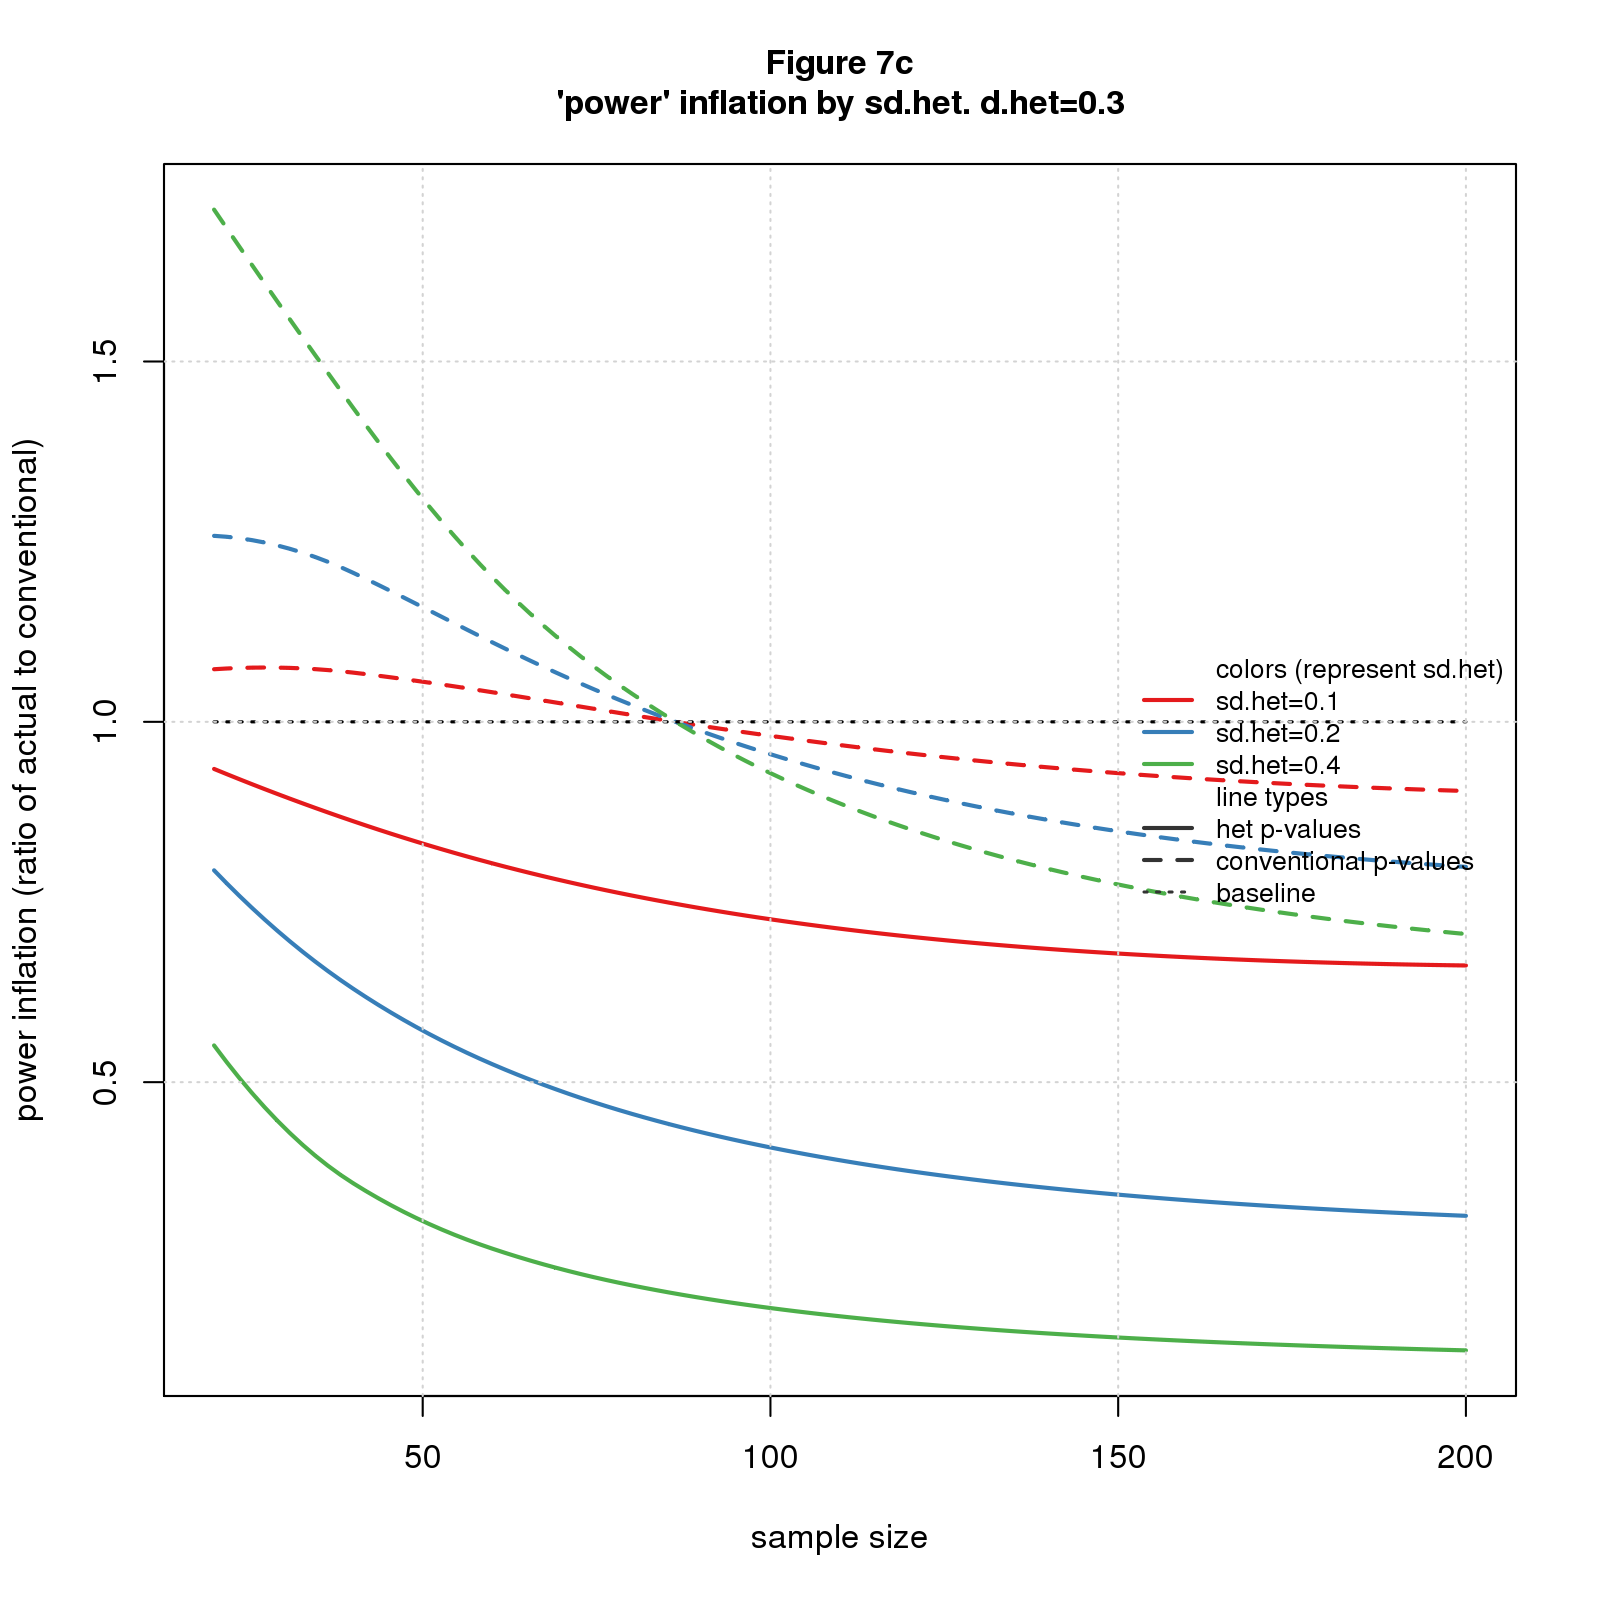 Figure 7c
'power' inflation by sd.het. d.het=0.3
power inflation (ratio of actual to conventional)
1.5
1.0
0.5
colors (represent sd.het)
sd.het=0.1
sd.het=0.2
sd.het=0.4
line types
het p-values
conventional p-values
baseline
50
100
150
200
sample size